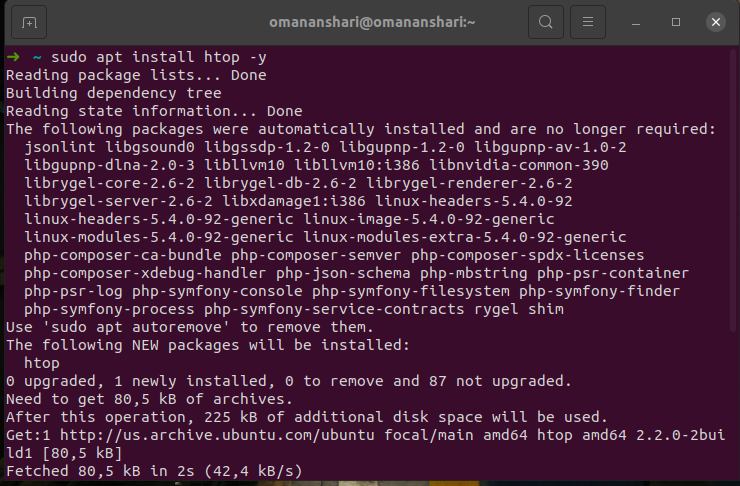 omananshari@omananshari:~
➜ ~ sudo apt install htop -y
Reading package lists... Done
Building dependency tree
Reading state information... Done
The following packages were automatically installed and are no longer required:
jsonlint libgsound0 libgssdp-1.2-0 libgupnp-1.2-0 libgupnp-av-1.0-2
libgupnp-dlna-2.0-3 libllvm10 libllvm10:i386 libnvidia-common-390
librygel-core-2.6-2 librygel-db-2.6-2 librygel-renderer-2.6-2
librygel-server-2.6-2 libxdamage1:i386 linux-headers-5.4.0-92
linux-headers-5.4.0-92-generic linux-image-5.4.0-92-generic
linux-modules-5.4.0-92-generic linux-modules-extra-5.4.0-92-generic
php-composer-ca-bundle php-composer-semver php-composer-spdx-licenses
php-composer-xdebug-handler php-json-schema php-mbstring php-psr-container
php-psr-log php-symfony-console php-symfony-filesystem php-symfony-finder
php-symfony-process php-symfony-service-contracts rygel shim
Use 'sudo apt autoremove' to remove them.
The following NEW packages will be installed:
htop
0 upgraded, 1 newly installed, 0 to remove and 87 not upgraded.
Need to get 80,5 kB of archives.
After this operation, 225 kB of additional disk space will be used.
Get:1 http://us.archive.ubuntu.com/ubuntu focal/main amd64 htop amd64 2.2.0-2bui
ld1 [80,5 kB]
Fetched 80,5 kB in 2s (42,4 kB/s)